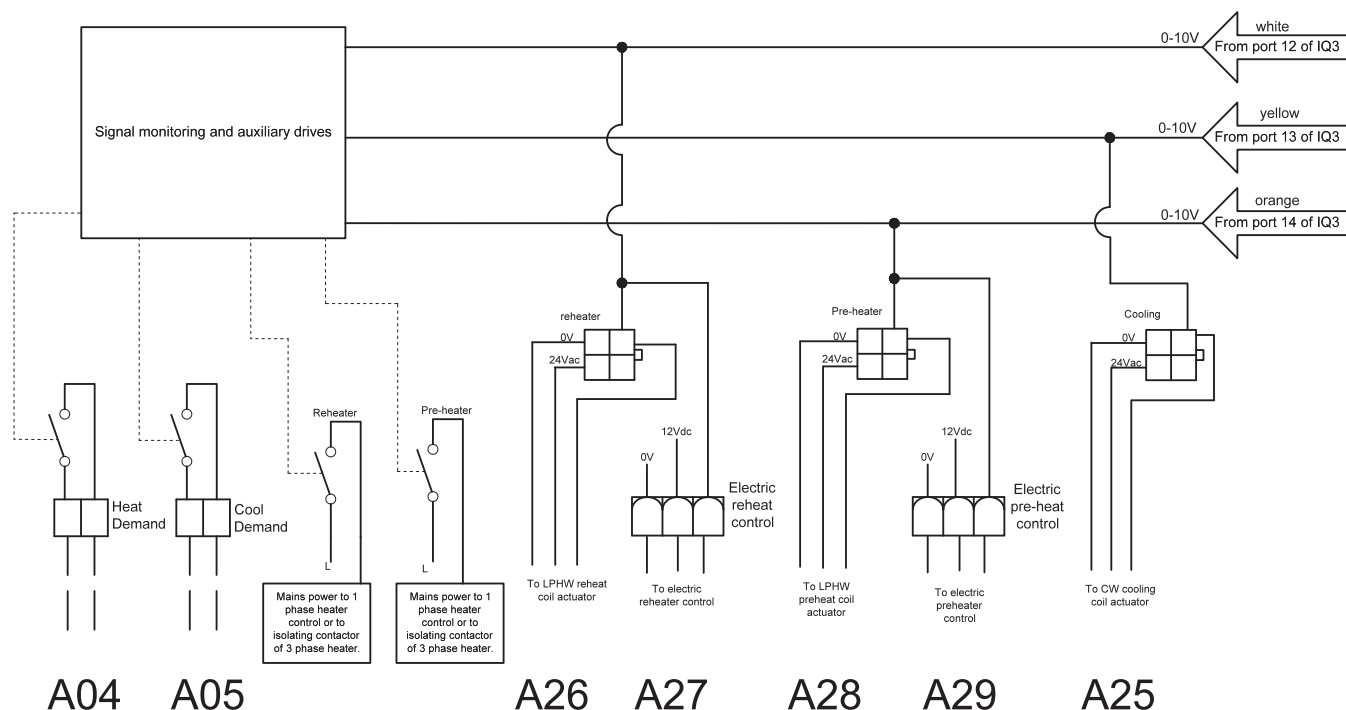 white
0-10V
From port 12 of IQ3
yellow
Signal monitoring and auxiliary drives
0-10V
From port 13 of IQ3
orange
0-10V
From port 14 of IQ3
reheater
0V
24Vac
Pre-heater
0V
24Vac
Cooling
0V
24Vac
Reheater
Pre-heater
12Vdc
0V
12Vdc
0V
Heat
Demand
Cool
Demand
Electric
reheat
control
Electric
pre-heat
control
L
L
Mains power to 1
phase heater
control or to
isolating contactor
of 3 phase heater.
Mains power to 1
phase heater
control or to
isolating contactor
of 3 phase heater.
To LPHW reheat
coil actuator
To electric
reheater control
To LPHW
preheat coil
actuator
To electric
preheater
control
To CW cooling
coil actuator
A04
A05
A26
A27
A28
A29
A25